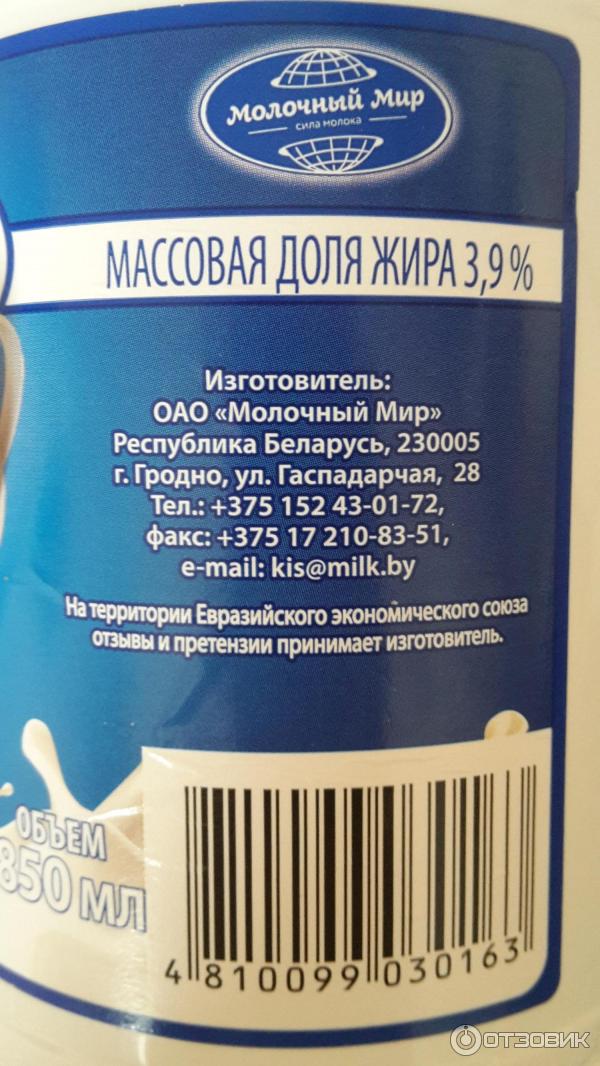 Молочный Мир
сила молока
МАССОВАЯ ДОЛЯ ЖИРА 3,9 %
Изготовитель:
ОАО «Молочный Мир»
Республика Беларусь, 230005
г. Гродно, ул. Гаспадарчая, 28
Тел.: +375 152 43-01-72,
факс: +375 17 210-83-51,
e-mail: kis@milk.by
На территории Евразийского экономического союза
отзывы и претензии принимает изготовитель.
ОБЪЕМ
850 МЛ
4 810099 030163
ОТЗОВИК